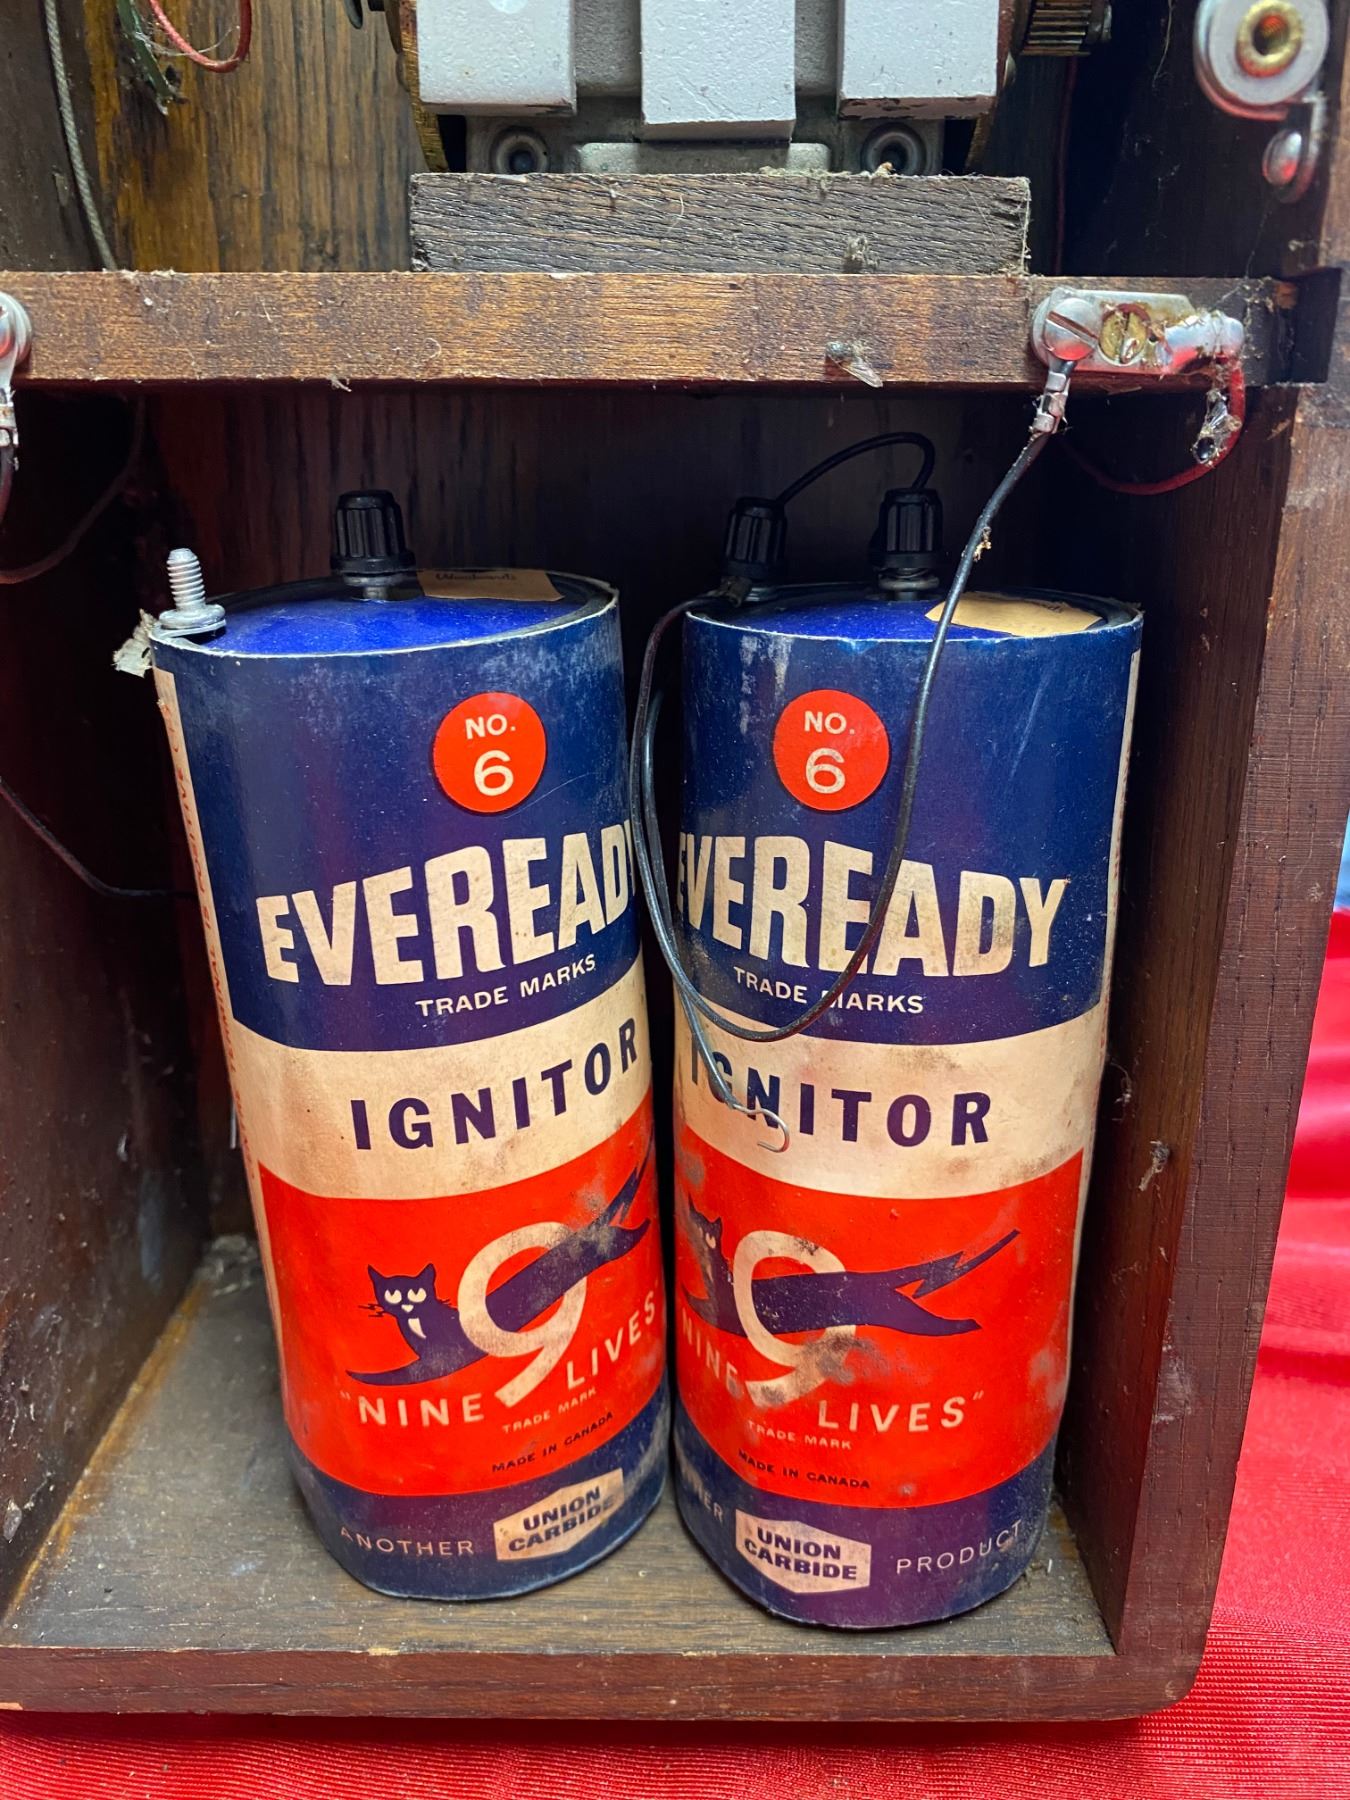 NO.
6
EVEREADY
TRADE MARKS
IGNITOR
9
"NINE LIVES
TRADE MARK
MADE IN CANADA
ANOTHER UNION CARBIDE
NO.
6
EVEREADY
TRADE MARKS
IGNITOR
9
NINE LIVES"
TRADE MARK
MADE IN CANADA
UNION CARBIDE PRODUCT